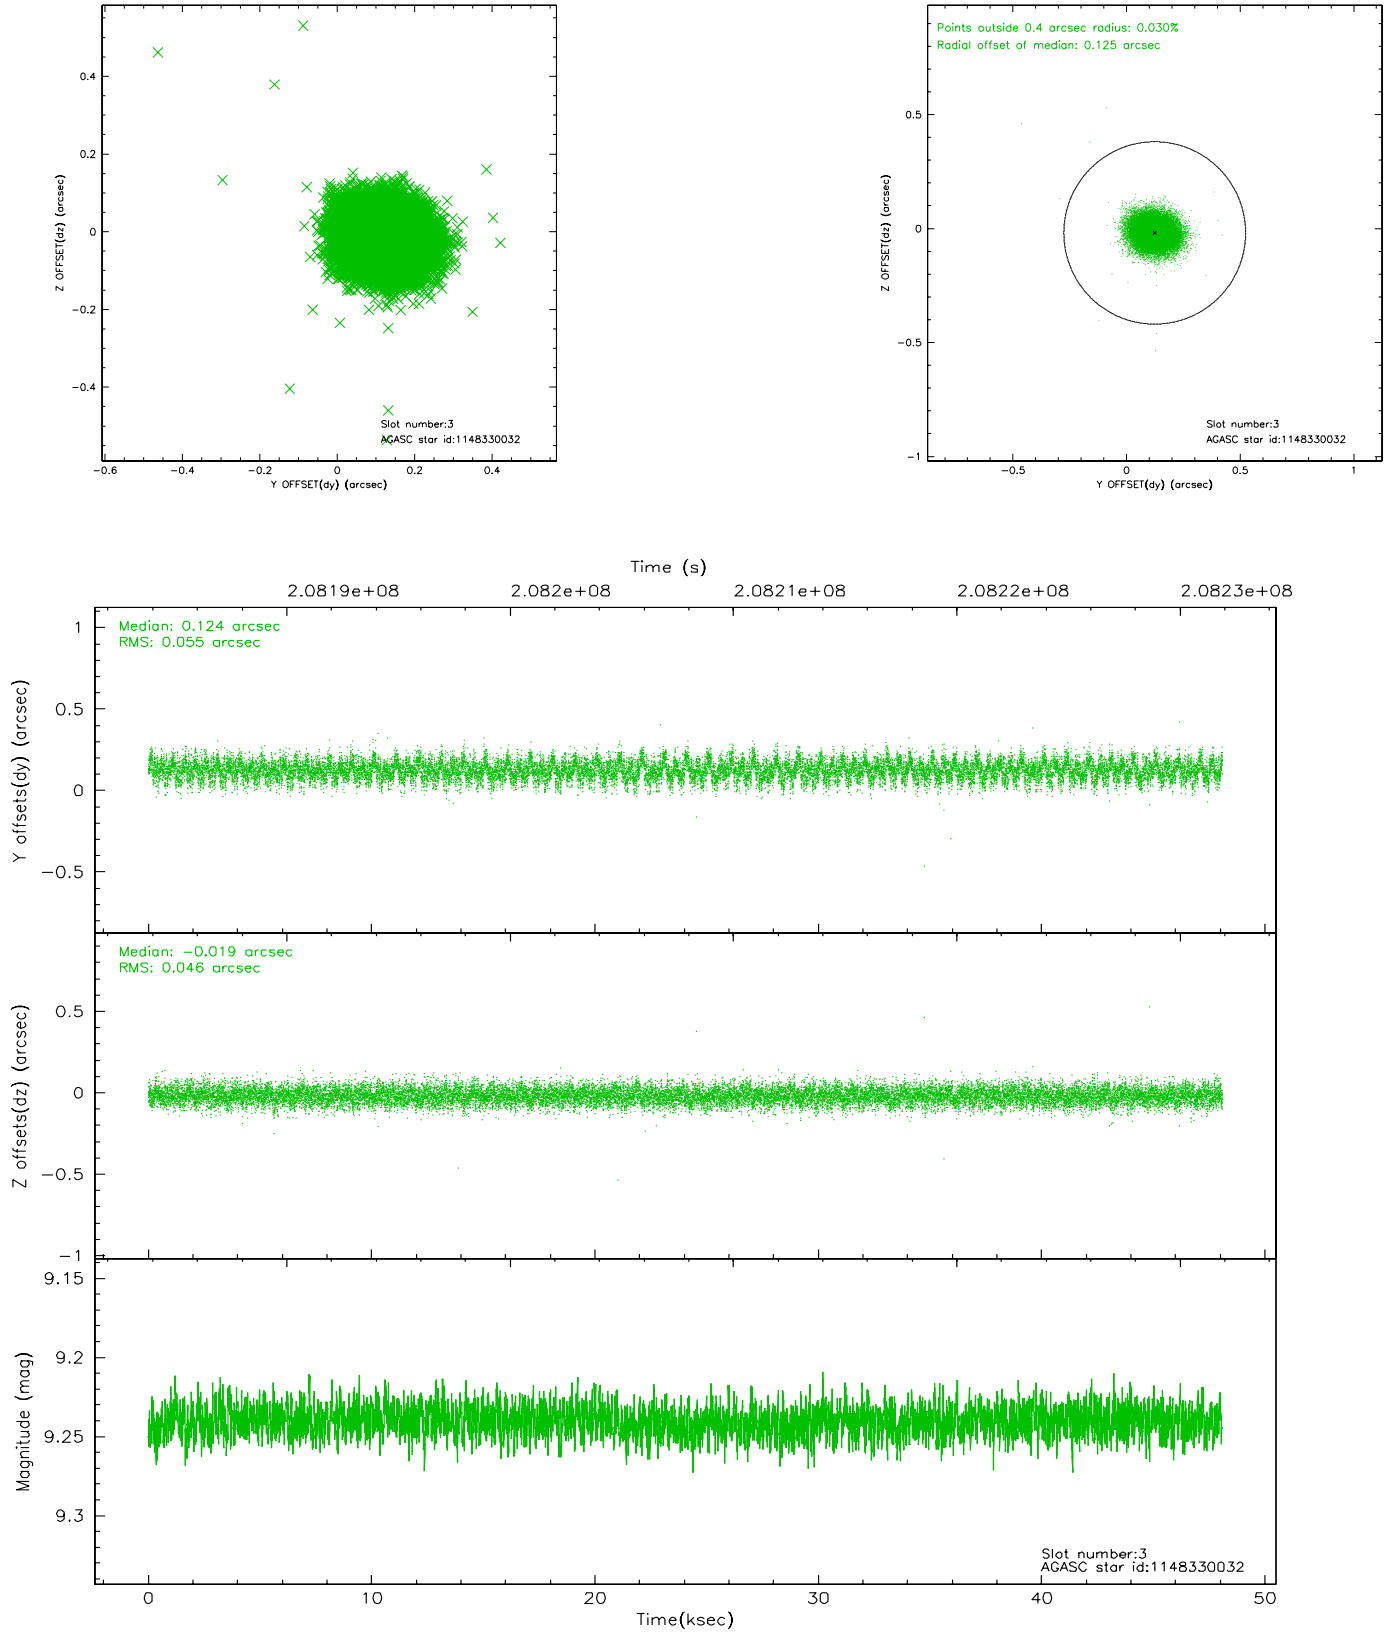 0.4
0.2
0
−0.2
−0.4
Z OFFSET(dz) (arcsec)
Slot number:3
AGASC star id:1148330032
−0.6
−0.4
−0.2
0
0.2
0.4
Y OFFSET(dy) (arcsec)
Points outside 0.4 arcsec radius: 0.030%
Radial offset of median: 0.125 arcsec
0.5
0
−0.5
−1
Z OFFSET(dz) (arcsec)
Slot number:3
AGASC star id:1148330032
−0.5
0
0.5
1
Y OFFSET(dy) (arcsec)
Time (s)
2.0819e+08
2.082e+08
2.0821e+08
2.0822e+08
2.0823e+08
Median: 0.124 arcsec
RMS: 0.055 arcsec
1
0.5
0
−0.5
Y offsets(dy) (arcsec)
Median: −0.019 arcsec
RMS: 0.046 arcsec
0.5
0
−0.5
−1
Z offsets(dz) (arcsec)
9.15
9.2
9.25
9.3
Magnitude (mag)
Slot number:3
AGASC star id:1148330032
0
10
20
30
40
50
Time(ksec)